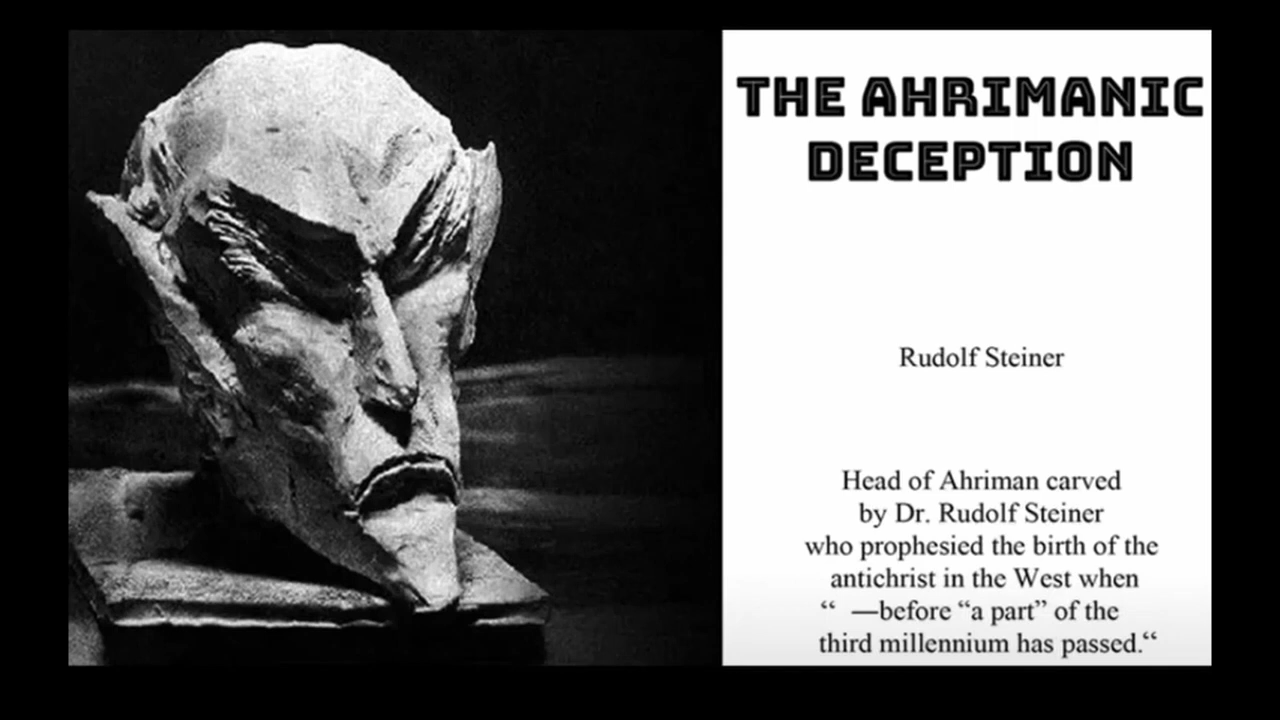 THE AHRIMANIC
DECEPTION
Rudolf Steiner
Head of Ahriman carved
by Dr. Rudolf Steiner
who prophesied the birth of the
antichrist in the West when
“ —before “a part” of the
third millennium has passed.“